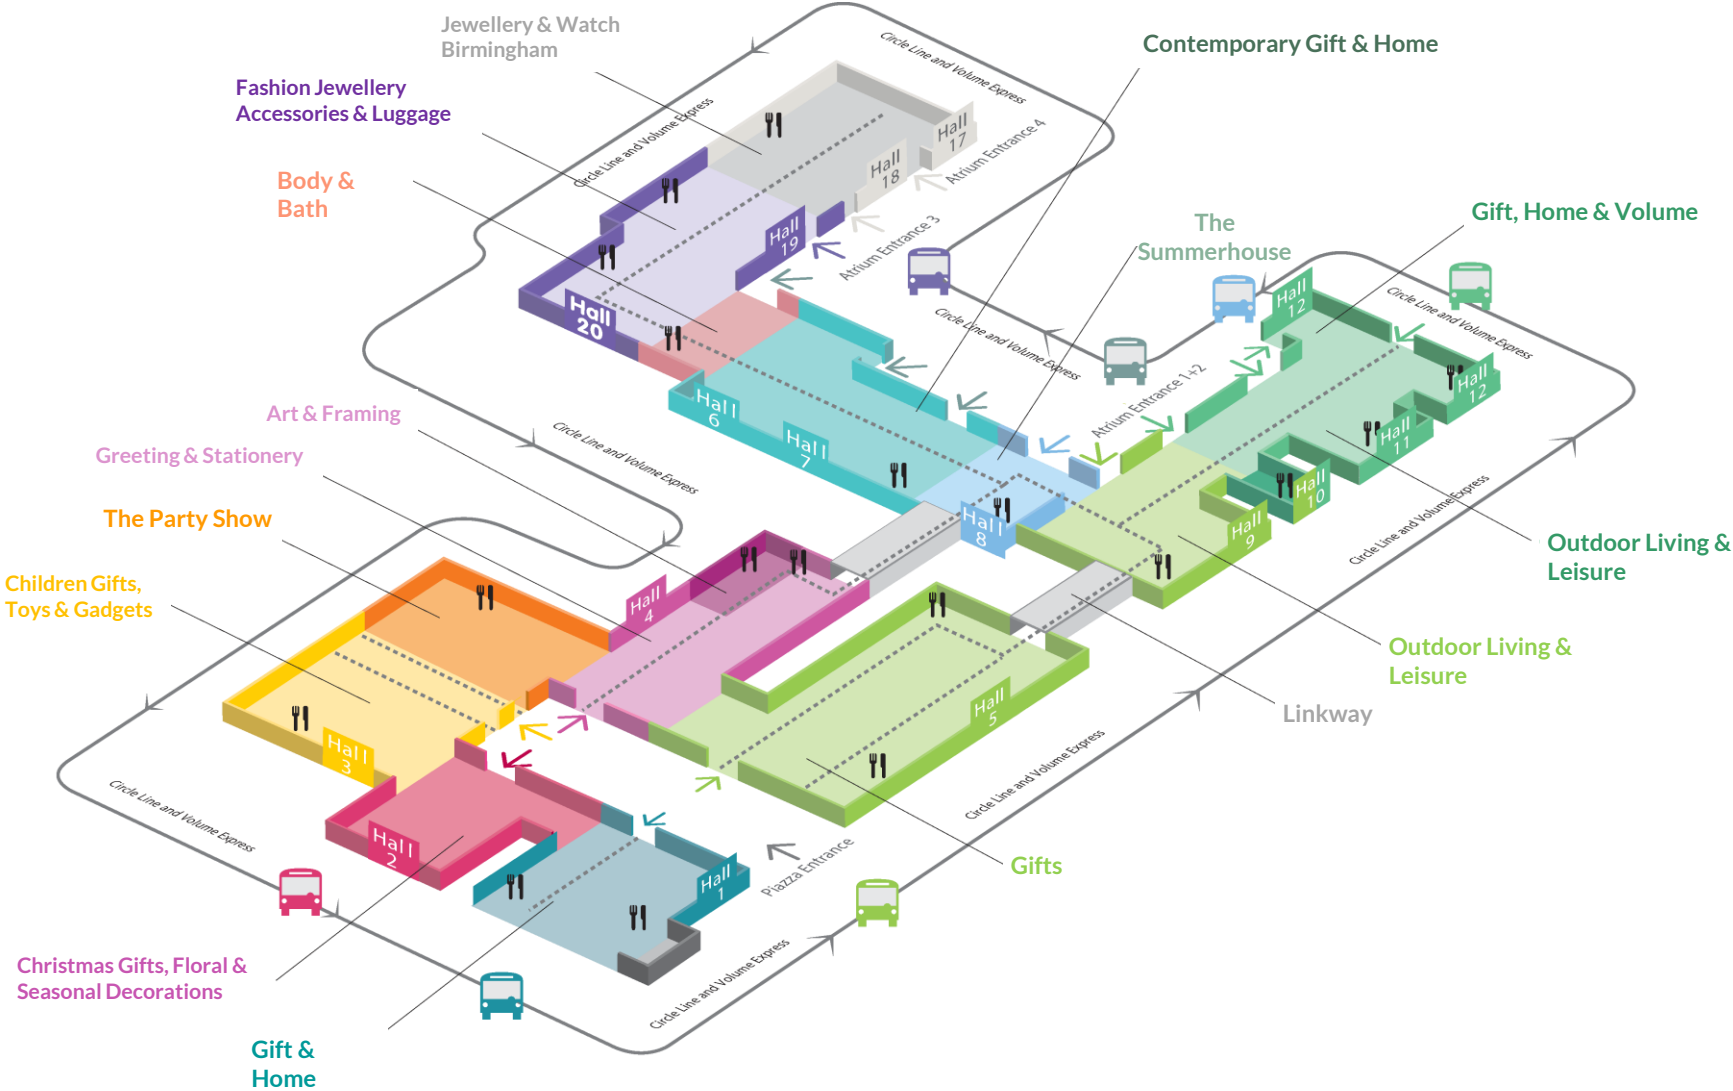 Jewellery & Watch
Birmingham
Circle Line and Volume Express
Contemporary Gift & Home
Fashion Jewellery
Accessories & Luggage
Circle Line and Volume Express
Hall
17
Atrium Entrance 4
Hall
18
Body &
Bath
Hall
19
Atrium Entrance 3
The
Summerhouse
Gift, Home & Volume
Hall
20
Circle Line and Volume Express
Hall
12
Circle Line and Volume Express
Atrium Entrance 1+2
Hall
12
Art & Framing
Hall
6
Hall
7
Hall
11
Greeting & Stationery
Circle Line and Volume Express
Hall
10
The Party Show
Hall
8
Hall
9
Circle Line and Volume Express
Outdoor Living &
Leisure
Children Gifts,
Toys & Gadgets
Hall
4
Outdoor Living &
Leisure
Hall
5
Linkway
Hall
3
Circle Line and Volume Express
Circle Line and Volume Express
Hall
2
Hall
1
Piazza Entrance
Gifts
Christmas Gifts, Floral &
Seasonal Decorations
Circle Line and Volume Express
Gift &
Home